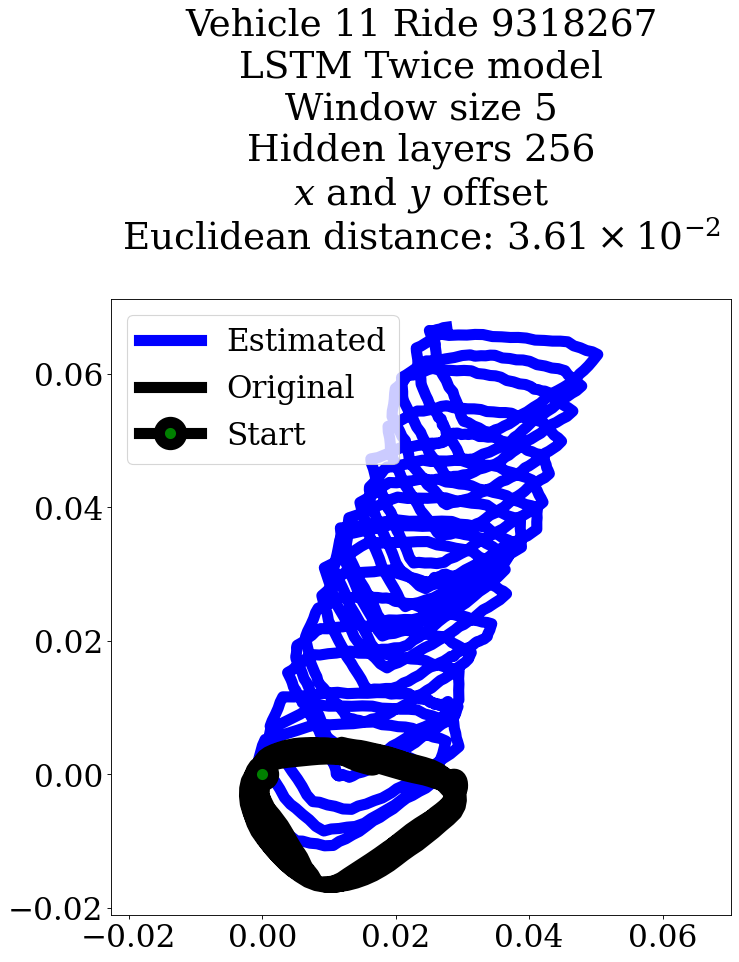 Vehicle 11 Ride 9318267
LSTM Twice model
Window size 5
Hidden layers 256
x and y offset
Euclidean distance: 3.61 × 10⁻²
Estimated
Original
Start
0.06
0.04
0.02
0.00
−0.02
−0.02 0.00 0.02 0.04 0.06